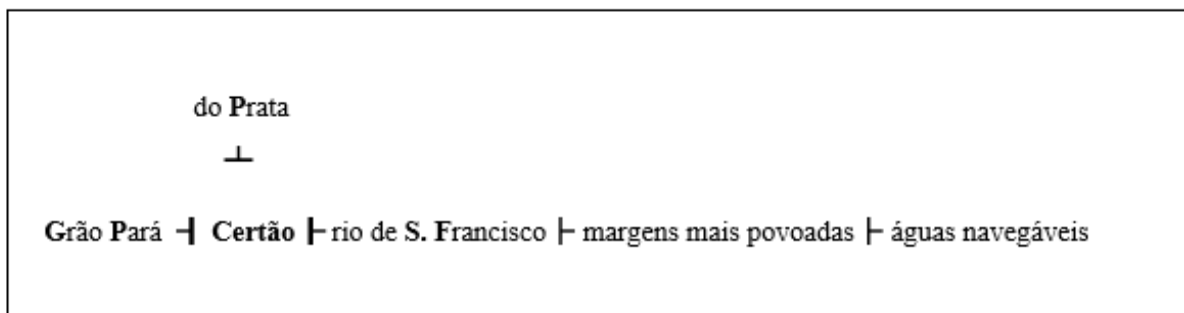 do Prata
┴
Grão Pará ┤ Certão ├ rio de S. Francisco ├ margens mais povoadas ├ águas navegáveis